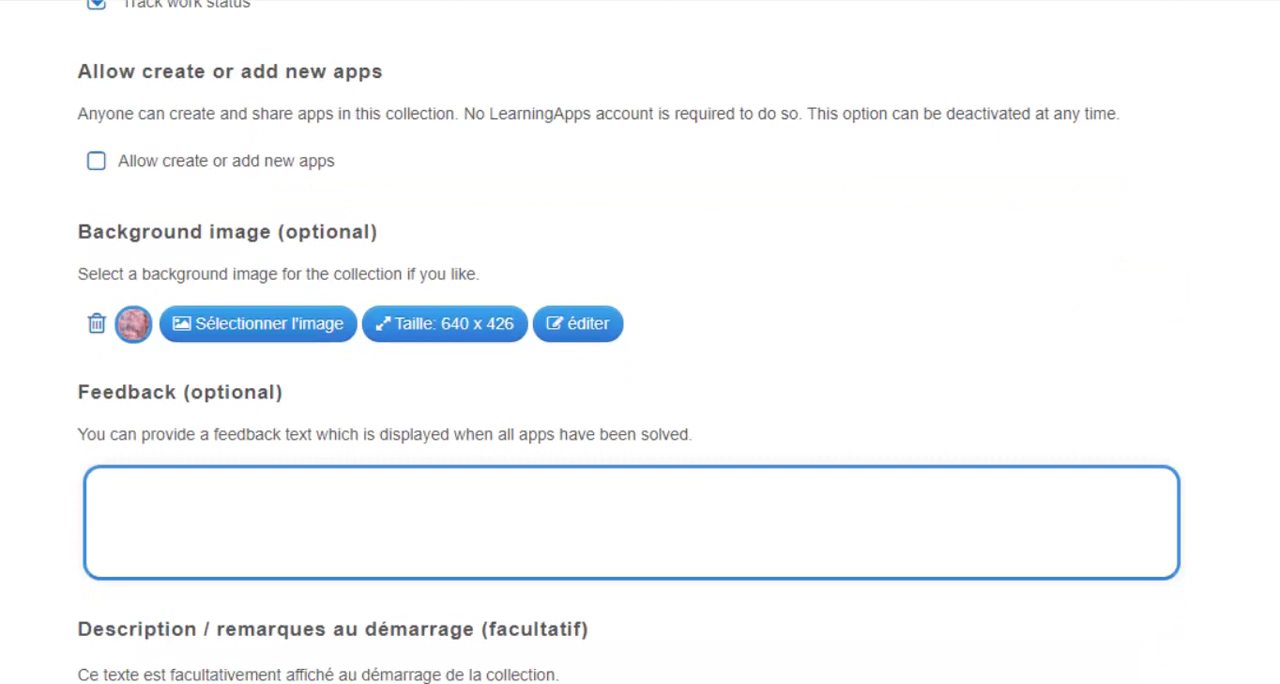 Track work status
Allow create or add new apps
Anyone can create and share apps in this collection. No LearningApps account is required to do so. This option can be deactivated at any time.
Allow create or add new apps
Background image (optional)
Select a background image for the collection if you like.
Sélectionner l'image Taille: 640 x 426 éditer
Feedback (optional)
You can provide a feedback text which is displayed when all apps have been solved.
Description / remarques au démarrage (facultatif)
Ce texte est facultativement affiché au démarrage de la collection.